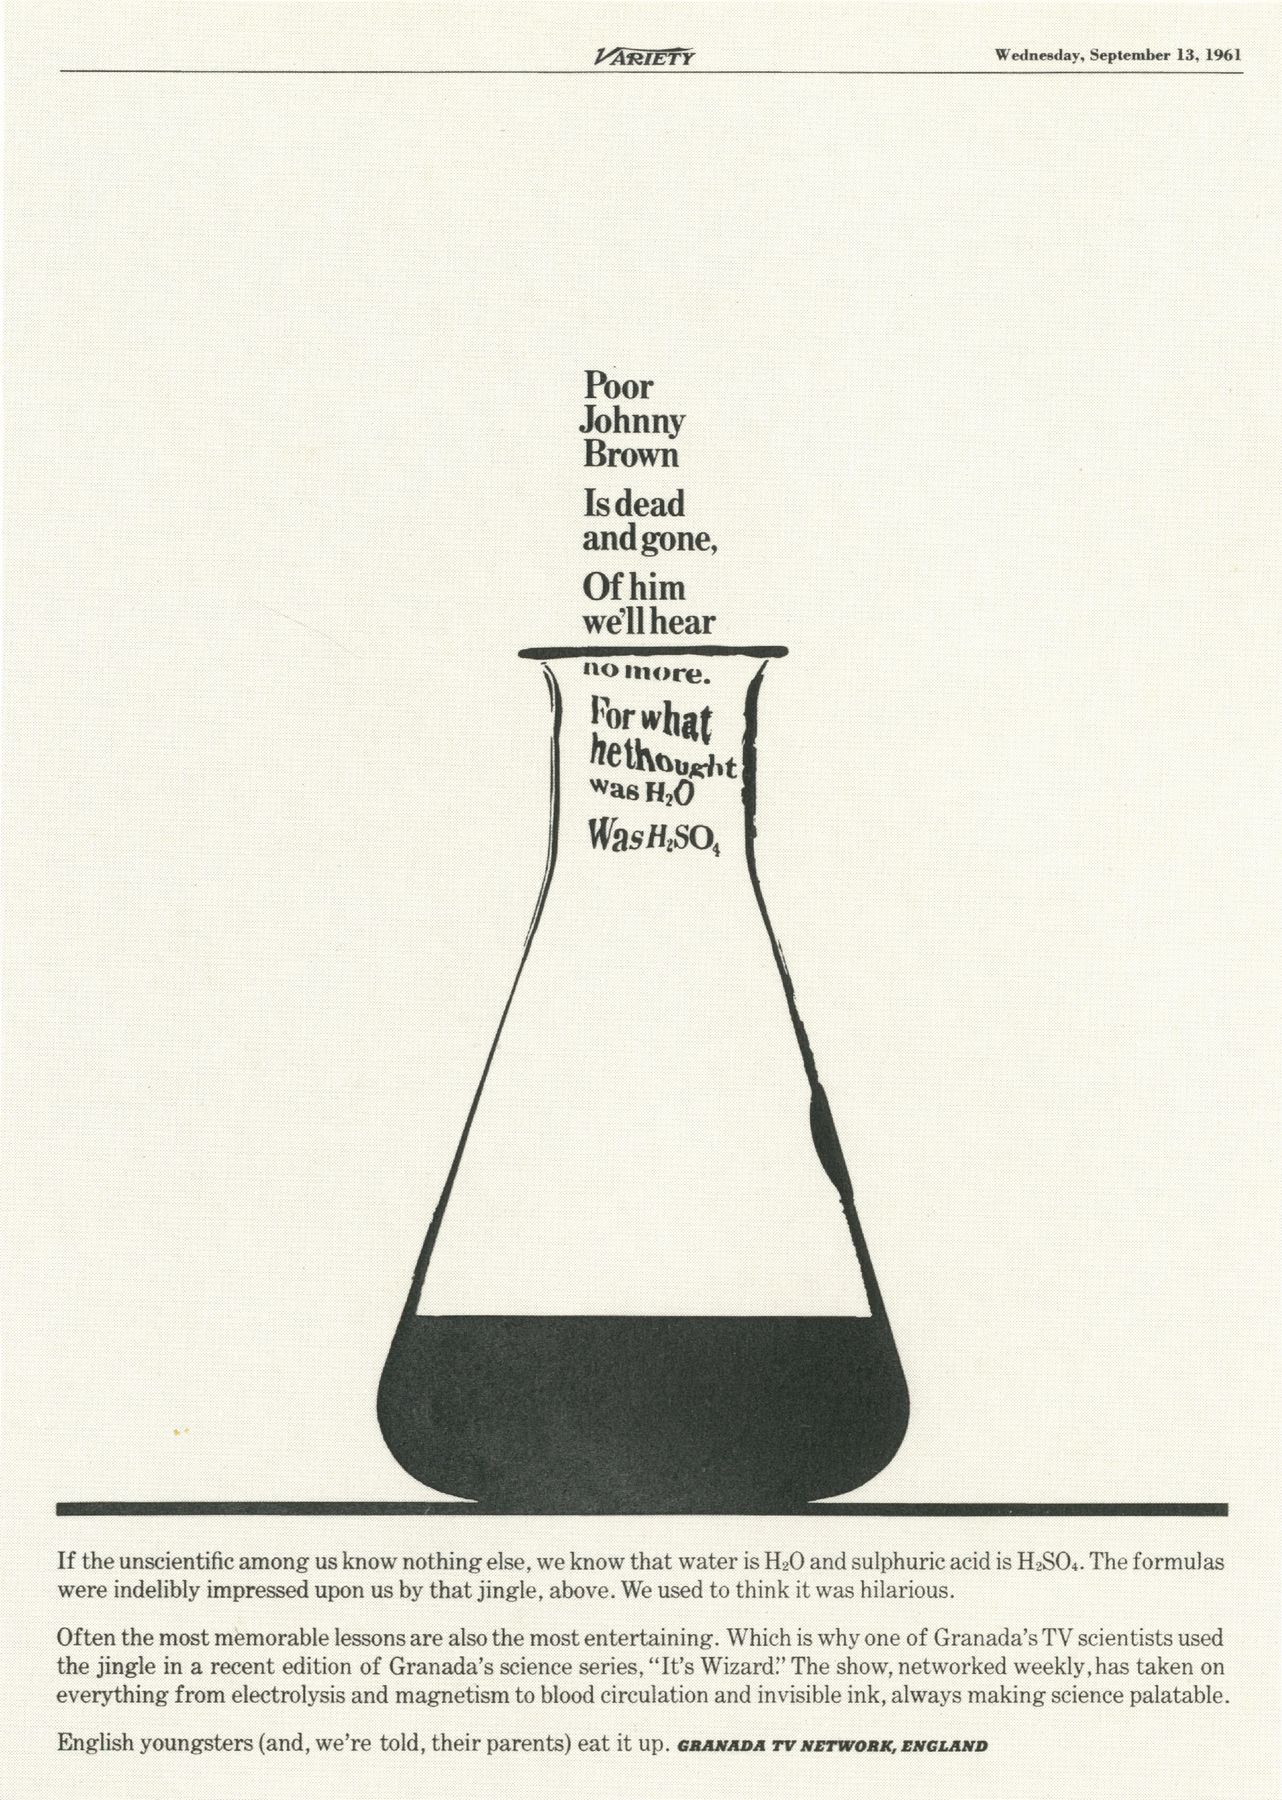 VARIETY
Wednesday, September 13, 1961
Poor
Johnny
Brown
Is dead
and gone,
Of him
we'll hear
no more.
For what
he thought
was H₂O
Was H₂SO₄
If the unscientific among us know nothing else, we know that water is H₂O and sulphuric acid is H₂SO₄. The formulas
were indelibly impressed upon us by that jingle, above. We used to think it was hilarious.
Often the most memorable lessons are also the most entertaining. Which is why one of Granada's TV scientists used
the jingle in a recent edition of Granada's science series, “It's Wizard.” The show, networked weekly, has taken on
everything from electrolysis and magnetism to blood circulation and invisible ink, always making science palatable.
English youngsters (and, we're told, their parents) eat it up. GRANADA TV NETWORK, ENGLAND